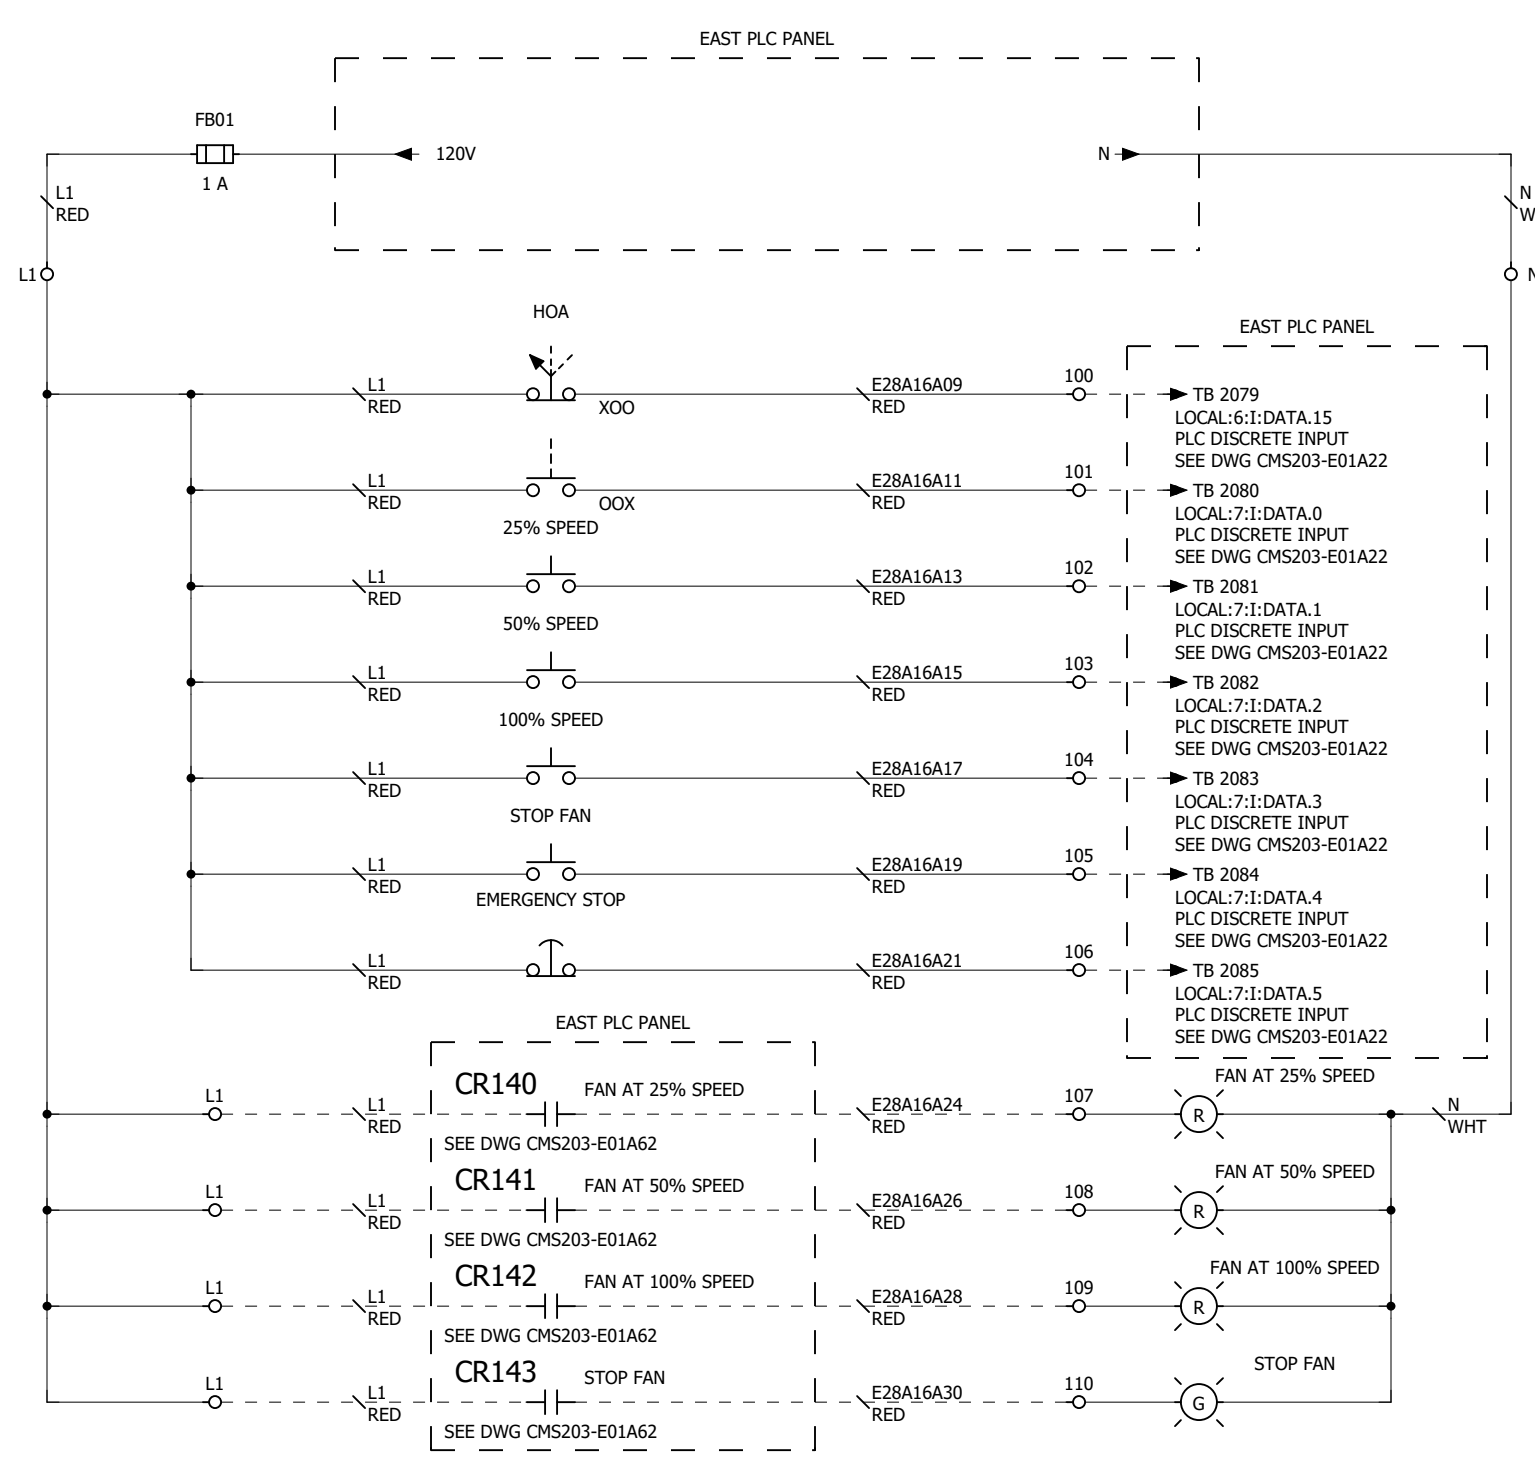 EAST PLC PANEL
FB01
120V
N
1 A
L1
RED
N
W
L1
N
HOA
EAST PLC PANEL
L1
RED
XOO
E28A16A09
RED
100
TB 2079
LOCAL:6:I:DATA.15
PLC DISCRETE INPUT
SEE DWG CMS203-E01A22
L1
RED
OOX
E28A16A11
RED
101
TB 2080
LOCAL:7:I:DATA.0
PLC DISCRETE INPUT
SEE DWG CMS203-E01A22
25% SPEED
L1
RED
E28A16A13
RED
102
TB 2081
LOCAL:7:I:DATA.1
PLC DISCRETE INPUT
SEE DWG CMS203-E01A22
50% SPEED
L1
RED
E28A16A15
RED
103
TB 2082
LOCAL:7:I:DATA.2
PLC DISCRETE INPUT
SEE DWG CMS203-E01A22
100% SPEED
L1
RED
E28A16A17
RED
104
TB 2083
LOCAL:7:I:DATA.3
PLC DISCRETE INPUT
SEE DWG CMS203-E01A22
STOP FAN
L1
RED
E28A16A19
RED
105
TB 2084
LOCAL:7:I:DATA.4
PLC DISCRETE INPUT
SEE DWG CMS203-E01A22
EMERGENCY STOP
L1
RED
E28A16A21
RED
106
TB 2085
LOCAL:7:I:DATA.5
PLC DISCRETE INPUT
SEE DWG CMS203-E01A22
EAST PLC PANEL
L1
L1
RED
CR140
FAN AT 25% SPEED
SEE DWG CMS203-E01A62
E28A16A24
RED
107
FAN AT 25% SPEED
R
N
WHT
L1
L1
RED
CR141
FAN AT 50% SPEED
SEE DWG CMS203-E01A62
E28A16A26
RED
108
FAN AT 50% SPEED
R
L1
L1
RED
CR142
FAN AT 100% SPEED
SEE DWG CMS203-E01A62
E28A16A28
RED
109
FAN AT 100% SPEED
R
L1
L1
RED
CR143
STOP FAN
SEE DWG CMS203-E01A62
E28A16A30
RED
110
STOP FAN
G